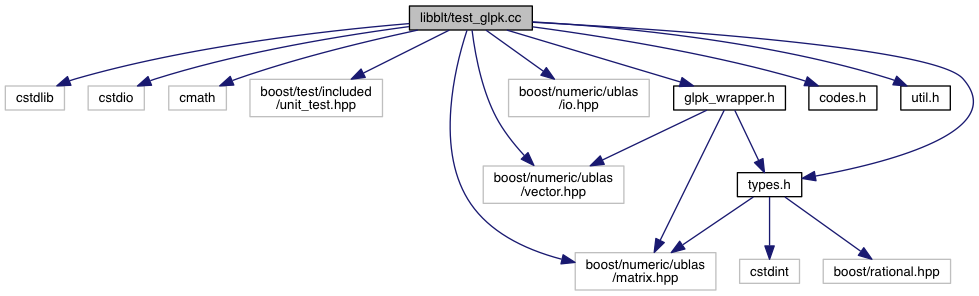 libblt/test_glpk.cc
cstdlib
cstdio
cmath
boost/test/included
/unit_test.hpp
boost/numeric/ublas
/io.hpp
glpk_wrapper.h
codes.h
util.h
boost/numeric/ublas
/vector.hpp
types.h
boost/numeric/ublas
/matrix.hpp
cstdint
boost/rational.hpp